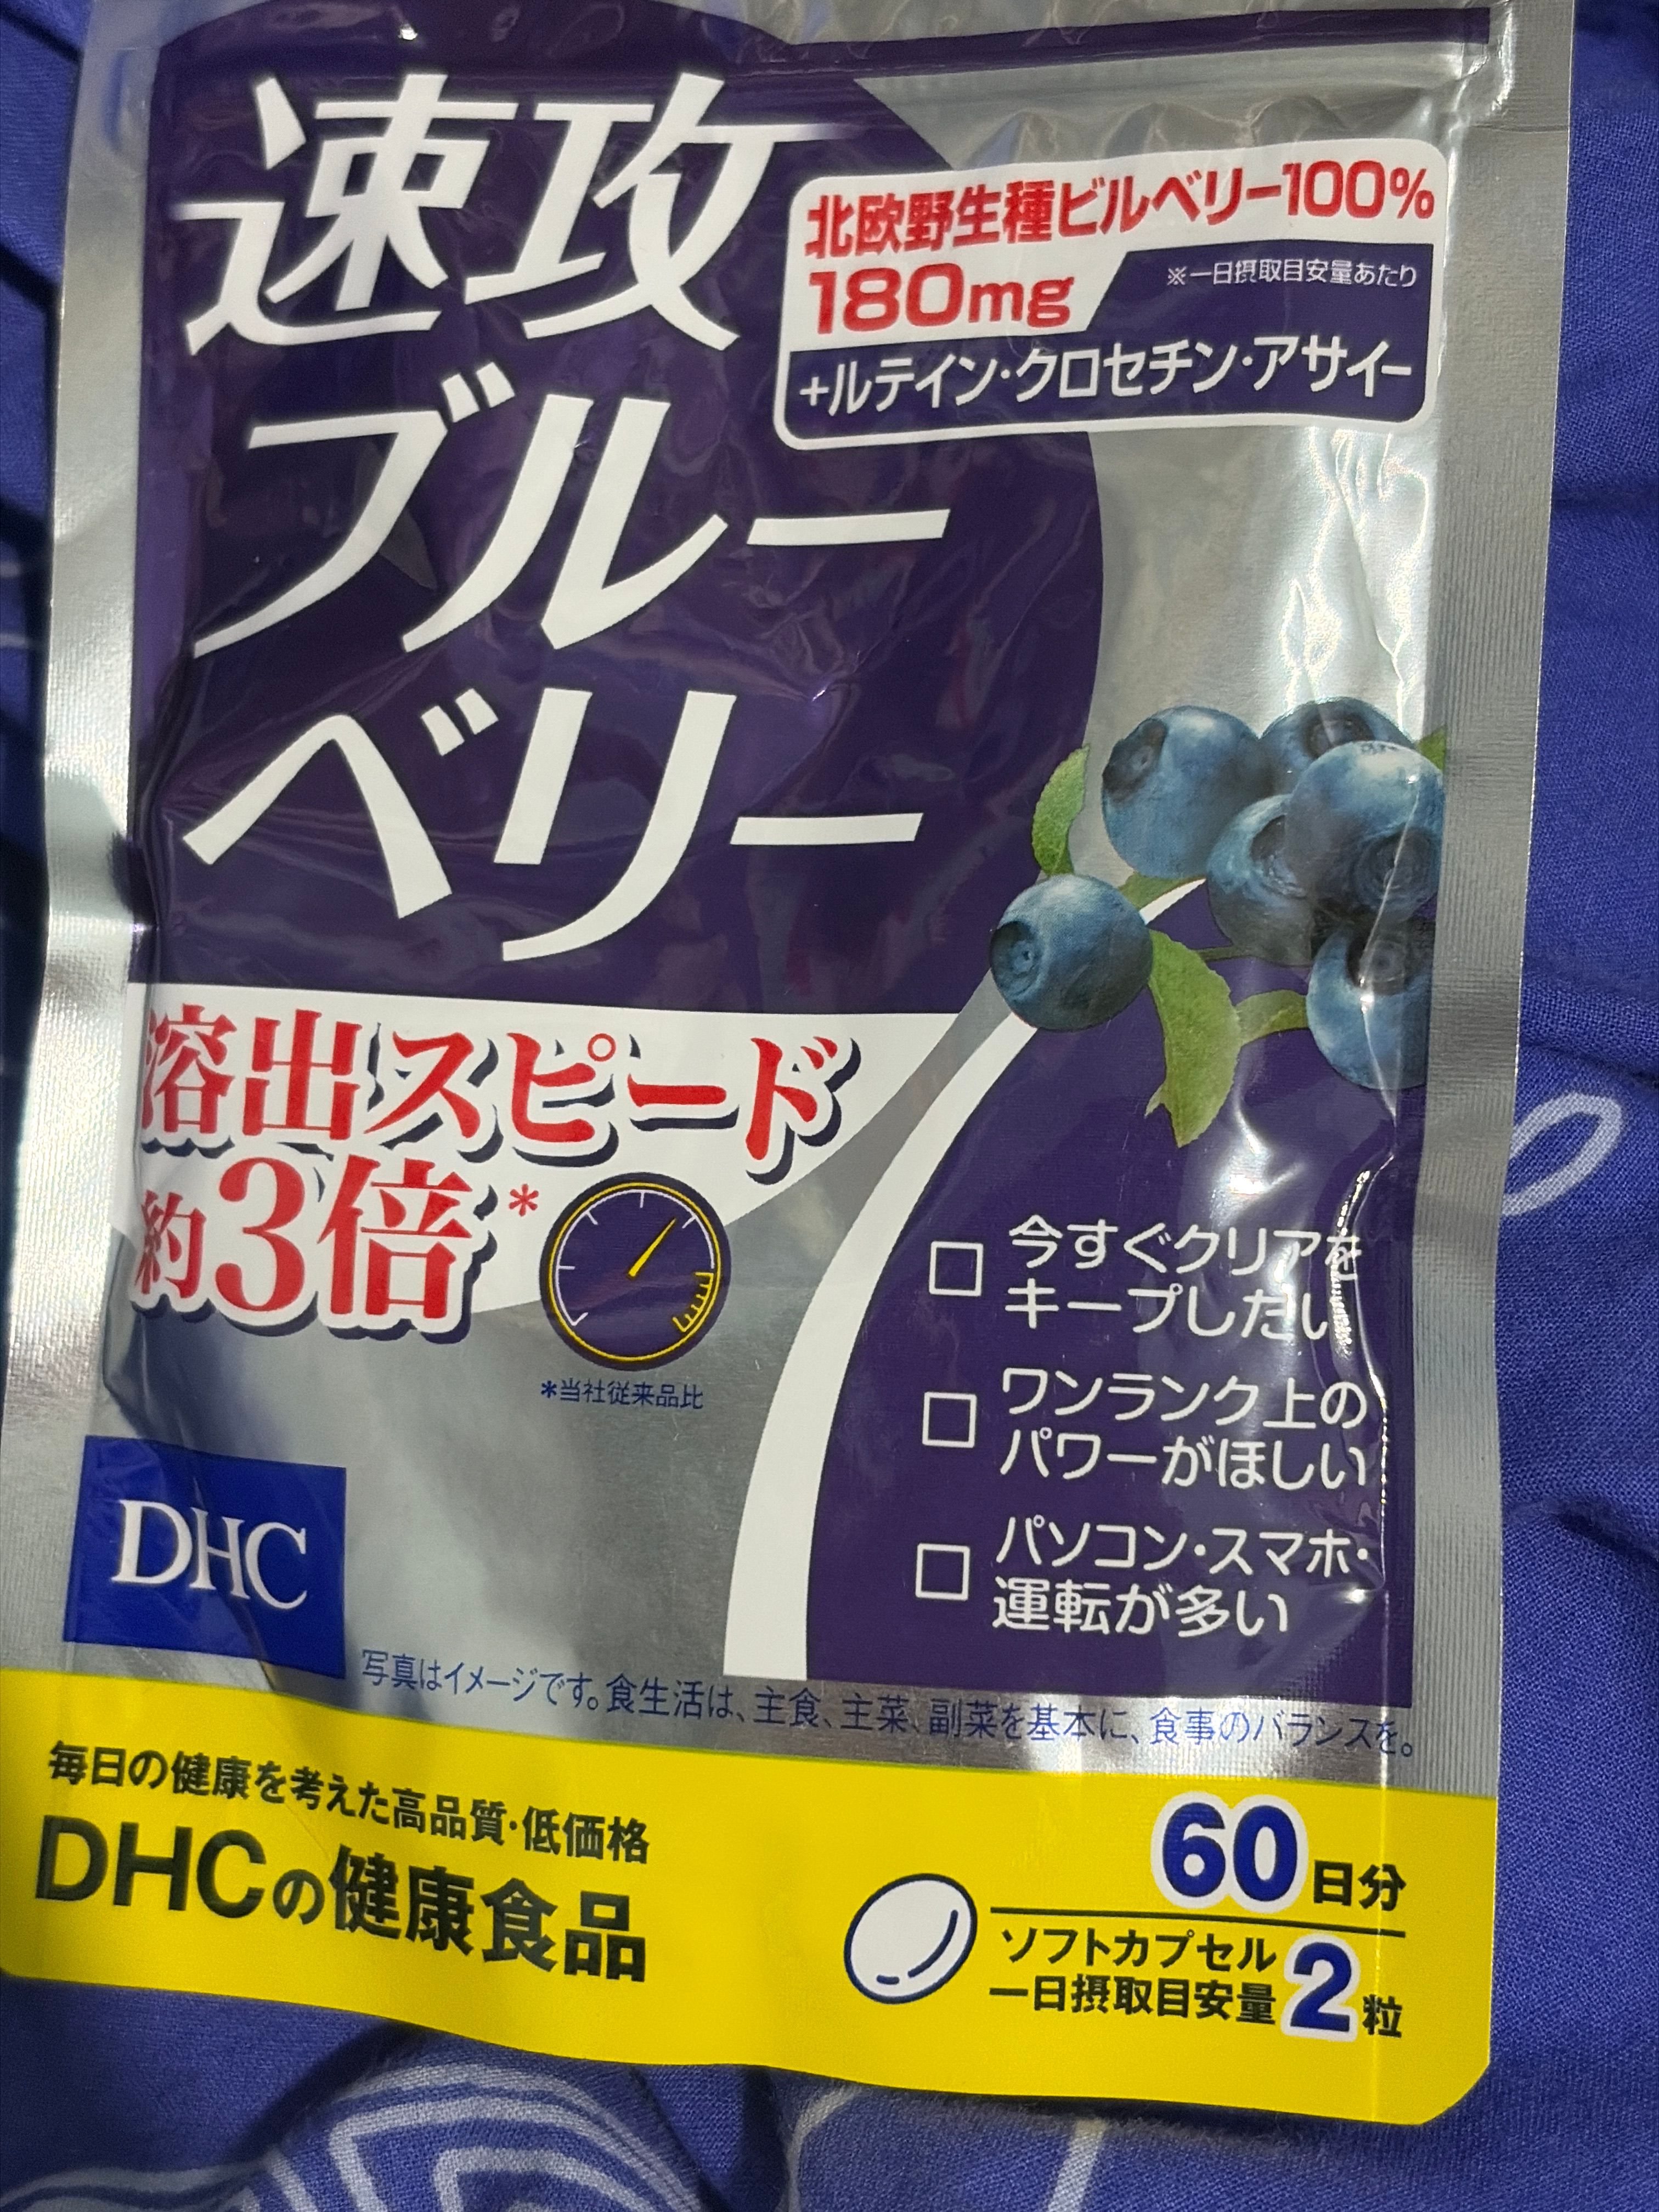 速攻
ブルー
ベリー
北欧野生種ビルベリー100%
180mg
※一日摂取目安量あたり
+ルテイン・クロセチン・アサイー
溶出スピード
約3倍*
*当社従来品比
□ 今すぐクリアを
キープしたい
□ ワンランク上の
パワーがほしい
□ パソコン・スマホ・
運転が多い
DHC
写真はイメージです。食生活は、主食、主菜、副菜を基本に、食事のバランスを。
毎日の健康を考えた高品質・低価格
DHCの健康食品
60日分
ソフトカプセル
一日摂取目安量2粒